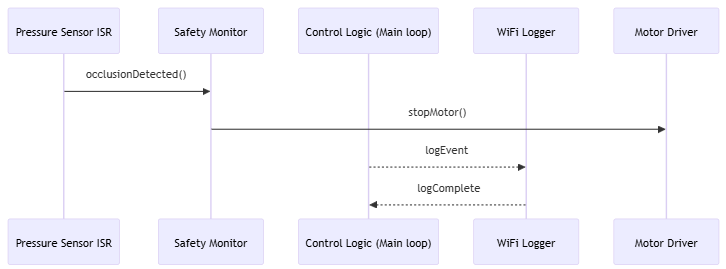 Pressure Sensor ISR
Safety Monitor
Control Logic (Main loop)
WiFi Logger
Motor Driver
occlusionDetected()
stopMotor()
logEvent
logComplete
Pressure Sensor ISR
Safety Monitor
Control Logic (Main loop)
WiFi Logger
Motor Driver